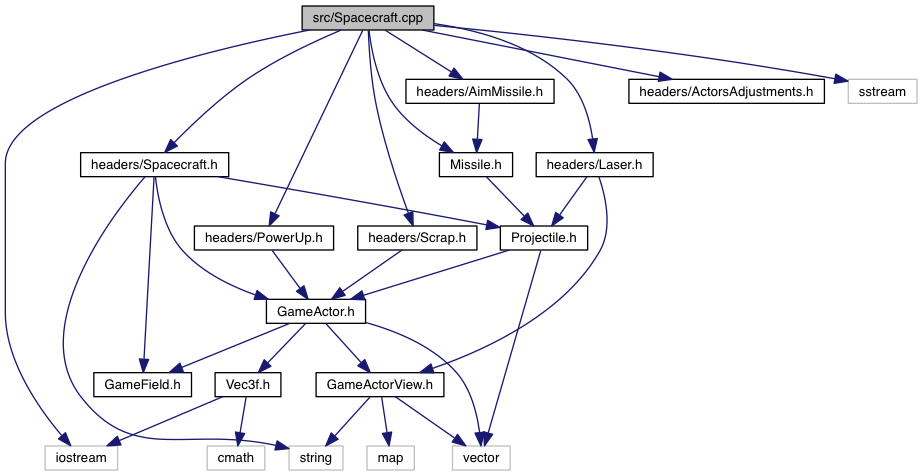 src/Spacecraft.cpp
headers/AimMissile.h
headers/ActorsAdjustments.h
sstream
headers/Spacecraft.h
Missile.h
headers/Laser.h
headers/PowerUp.h
headers/Scrap.h
Projectile.h
GameActor.h
GameField.h
Vec3f.h
GameActorView.h
iostream
cmath
string
map
vector